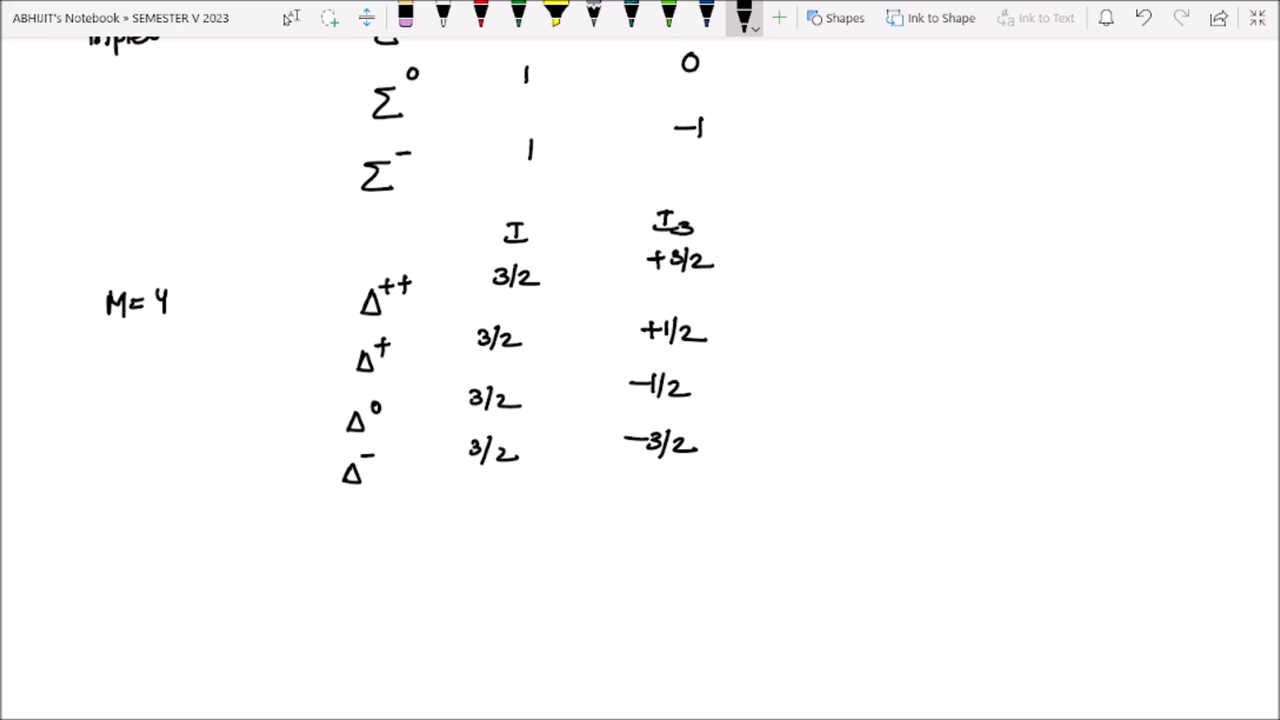 ABHIJIT's Notebook » SEMESTER V 2023
Shapes
Ink to Shape
Ink to Text
Σ⁰ 1 0
Σ⁻ 1 -1
I I₃
M= 4 Δ⁺⁺ 3/2 +3/2
Δ⁺ 3/2 +1/2
Δ⁰ 3/2 -1/2
Δ⁻ 3/2 -3/2